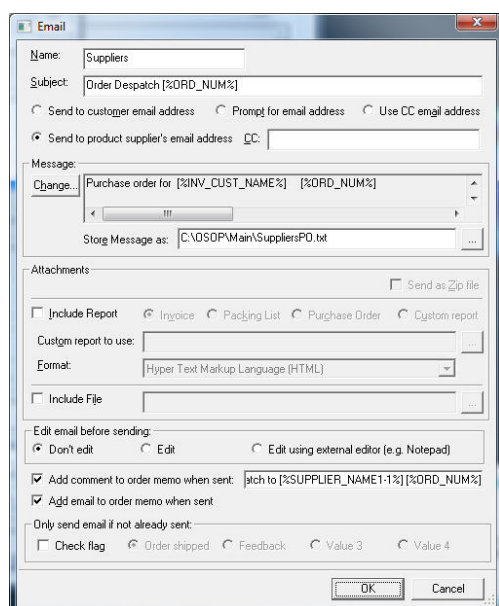 Email
Name: Suppliers
Subject: Order Despatch [%ORD_NUM%]
Send to customer email address Prompt for email address Use CC email address
Send to product supplier's email address CC:
Message:
Change... Purchase order for [%INV_CUST_NAME%] [%ORD_NUM%]
Store Message as: C:\OSOP\Main\SuppliersPO.txt ...
Attachments
Send as Zip file
Include Report Invoice Packing List Purchase Order Custom report
Custom report to use: ...
Format: Hyper Text Markup Language (HTML)
Include File ...
Edit email before sending:
Don't edit Edit Edit using external editor (e.g. Notepad)
Add comment to order memo when sent: atch to [%SUPPLIER_NAME1-1%] [%ORD_NUM%]
Add email to order memo when sent
Only send email if not already sent:
Check flag Order shipped Feedback Value 3 Value 4
OK Cancel